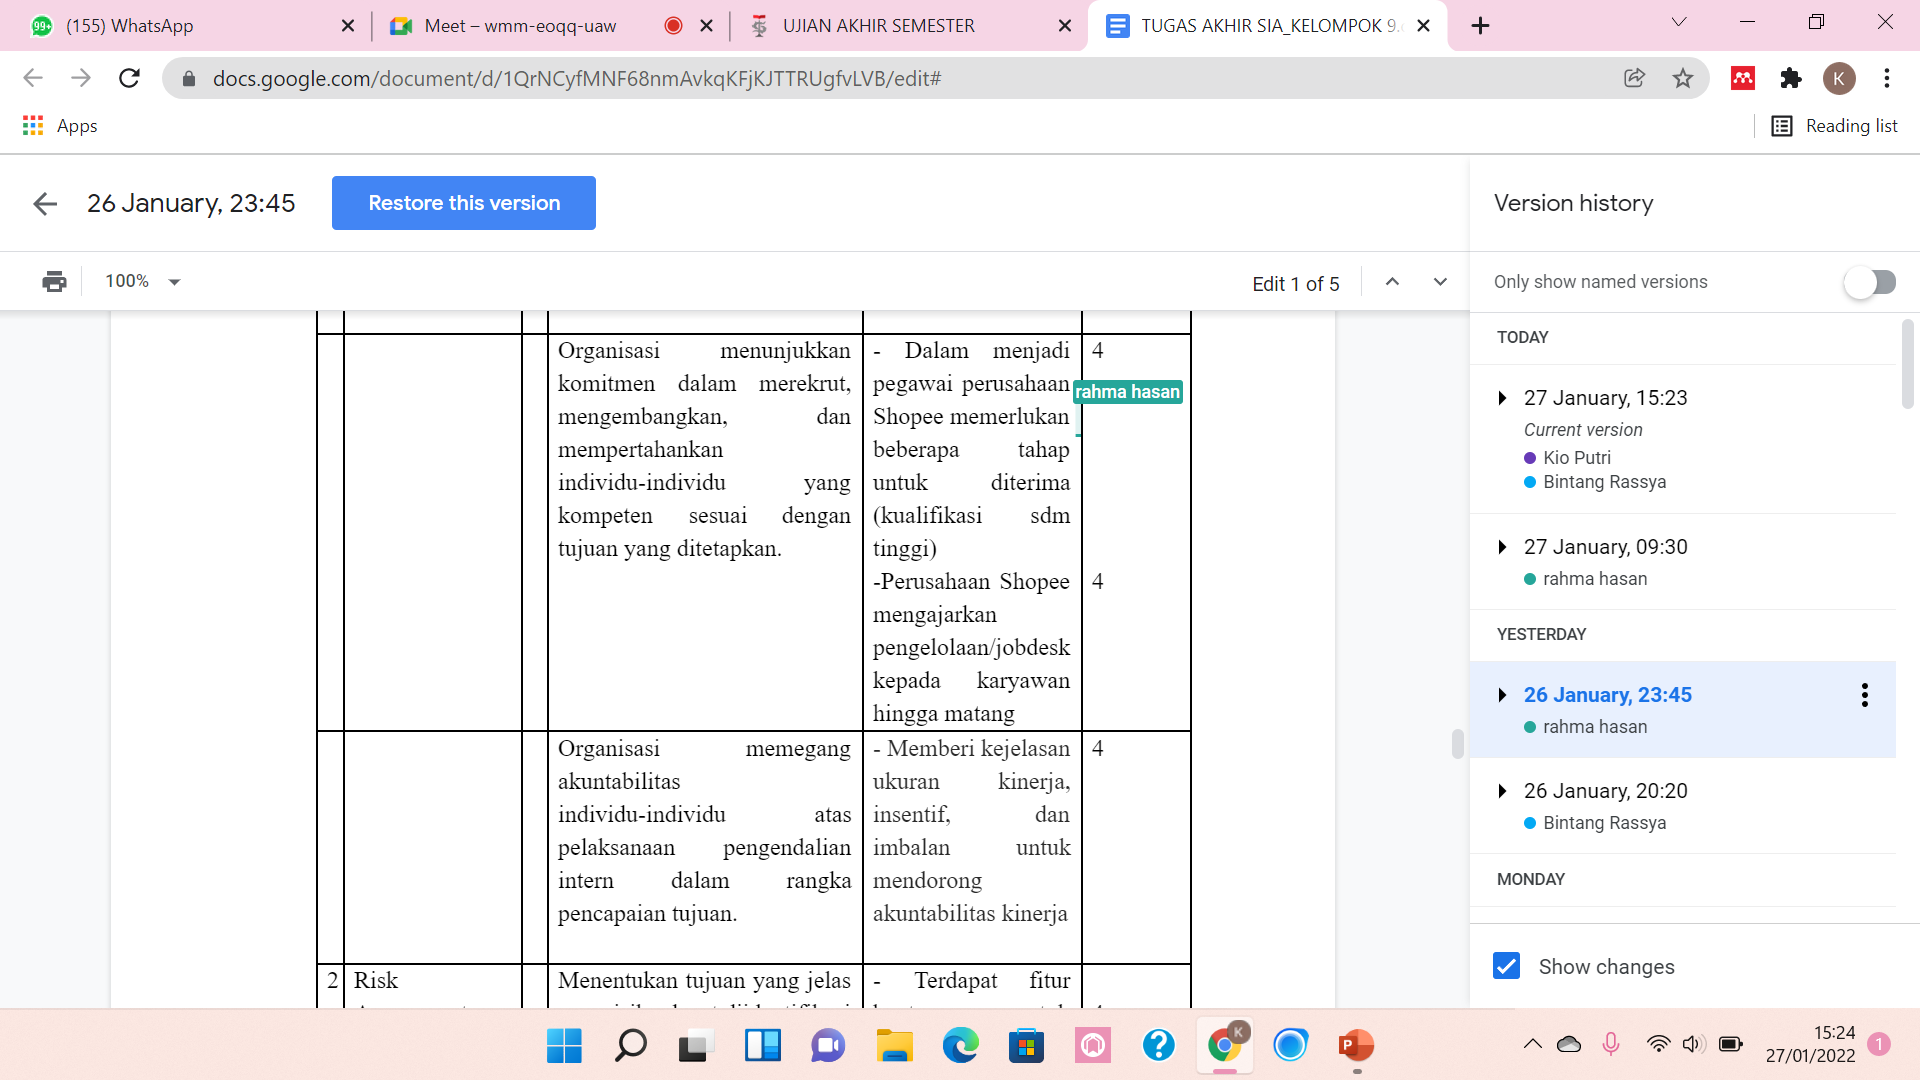 99+
(155) WhatsApp
Meet – wmm-eoqq-uaw
UJIAN AKHIR SEMESTER
TUGAS AKHIR SIA_KELOMPOK 9.
docs.google.com/document/d/1QrNCyfMNF68nmAvkqKFjKJTTRUgfvLVB/edit#
K
Apps
Reading list
26 January, 23:45
Restore this version
100%
Edit 1 of 5
Organisasi menunjukkan
komitmen dalam merekrut,
mengembangkan, dan
mempertahankan
individu-individu yang
kompeten sesuai dengan
tujuan yang ditetapkan.
- Dalam menjadi
pegawai perusahaan
Shopee memerlukan
beberapa tahap
untuk diterima
(kualifikasi sdm
tinggi)
-Perusahaan Shopee
mengajarkan
pengelolaan/jobdesk
kepada karyawan
hingga matang
4
rahma hasan
4
Organisasi memegang
akuntabilitas
individu-individu atas
pelaksanaan pengendalian
intern dalam rangka
pencapaian tujuan.
- Memberi kejelasan
ukuran kinerja,
insentif, dan
imbalan untuk
mendorong
akuntabilitas kinerja
4
2
Risk
Menentukan tujuan yang jelas
- Terdapat fitur
Version history
Only show named versions
TODAY
27 January, 15:23
Current version
Kio Putri
Bintang Rassya
27 January, 09:30
rahma hasan
YESTERDAY
26 January, 23:45
rahma hasan
26 January, 20:20
Bintang Rassya
MONDAY
Show changes
K
P
15:24
27/01/2022
1